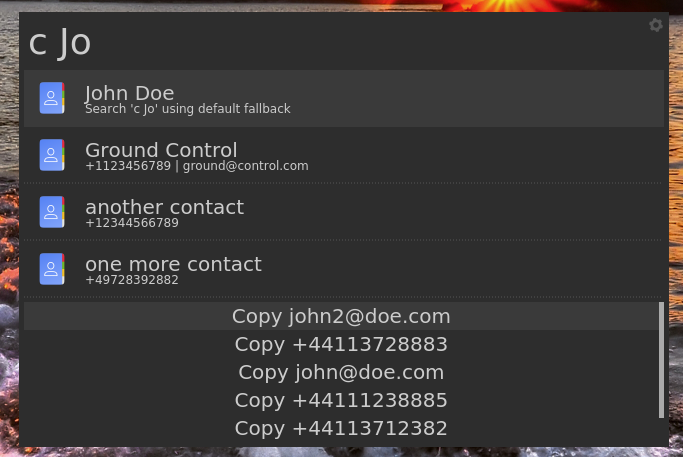 c Jo
John Doe
Search 'c Jo' using default fallback
Ground Control
+1123456789 | ground@control.com
another contact
+12344566789
one more contact
+49728392882
Copy john2@doe.com
Copy +44113728883
Copy john@doe.com
Copy +44111238885
Copy +44113712382